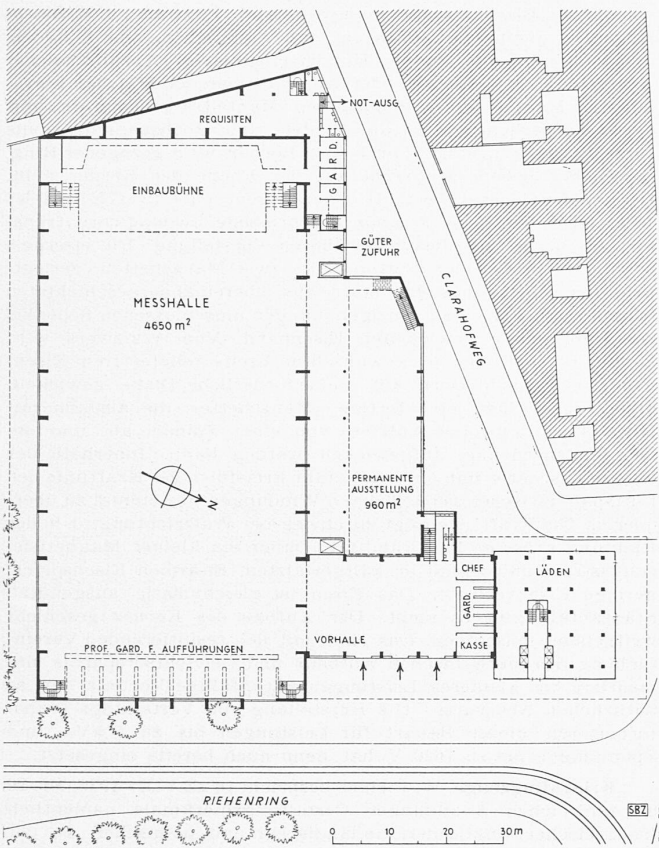 REQUISITEN
NOT-AUSG.
GARD.
EINBAUBÜHNE
GÜTER
ZUFUHR
MESSHALLE
4650 m²
CLARAHOFWEG
N
PERMANENTE
AUSSTELLUNG
960 m²
CHEF
LÄDEN
GARD.
VORHALLE
KASSE
PROF. GARD. F. AUFFÜHRUNGEN
RIEHENRING
SBZ
0 10 20 30 m